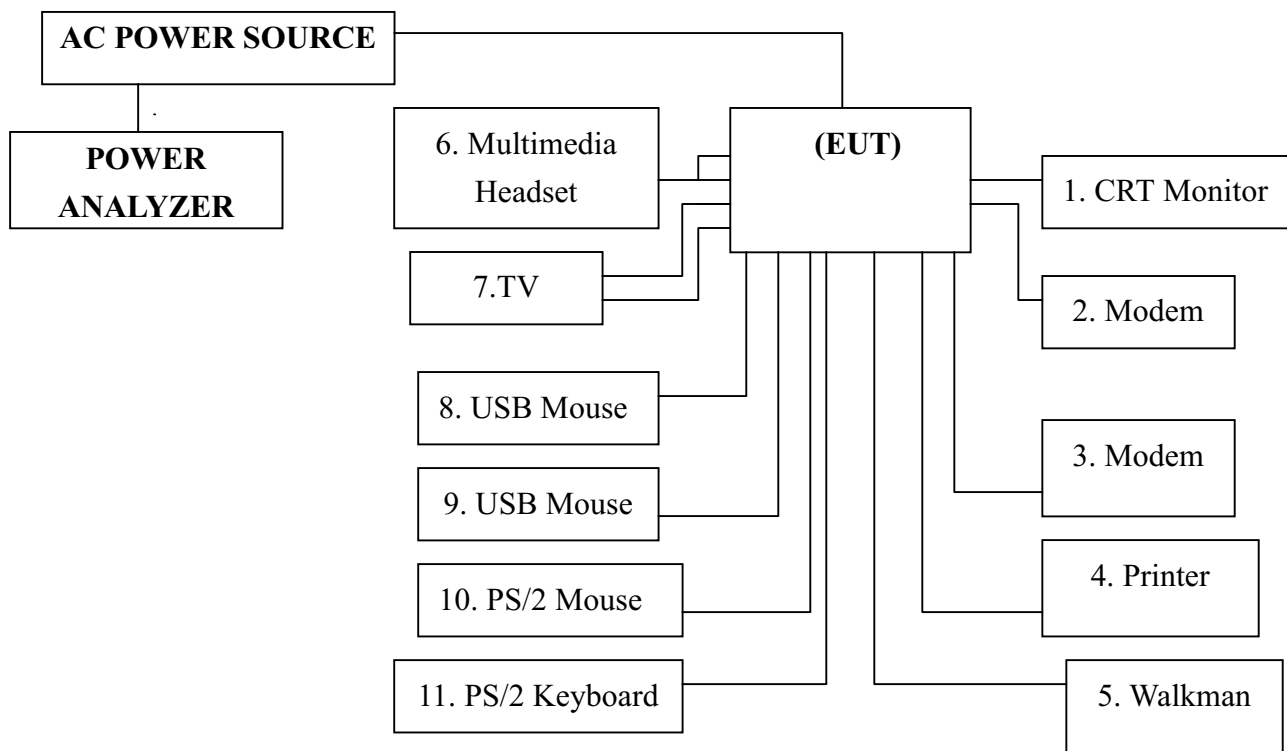 AC POWER SOURCE
POWER
ANALYZER
(EUT)
6. Multimedia
Headset
7.TV
8. USB Mouse
9. USB Mouse
10. PS/2 Mouse
11. PS/2 Keyboard
1. CRT Monitor
2. Modem
3. Modem
4. Printer
5. Walkman